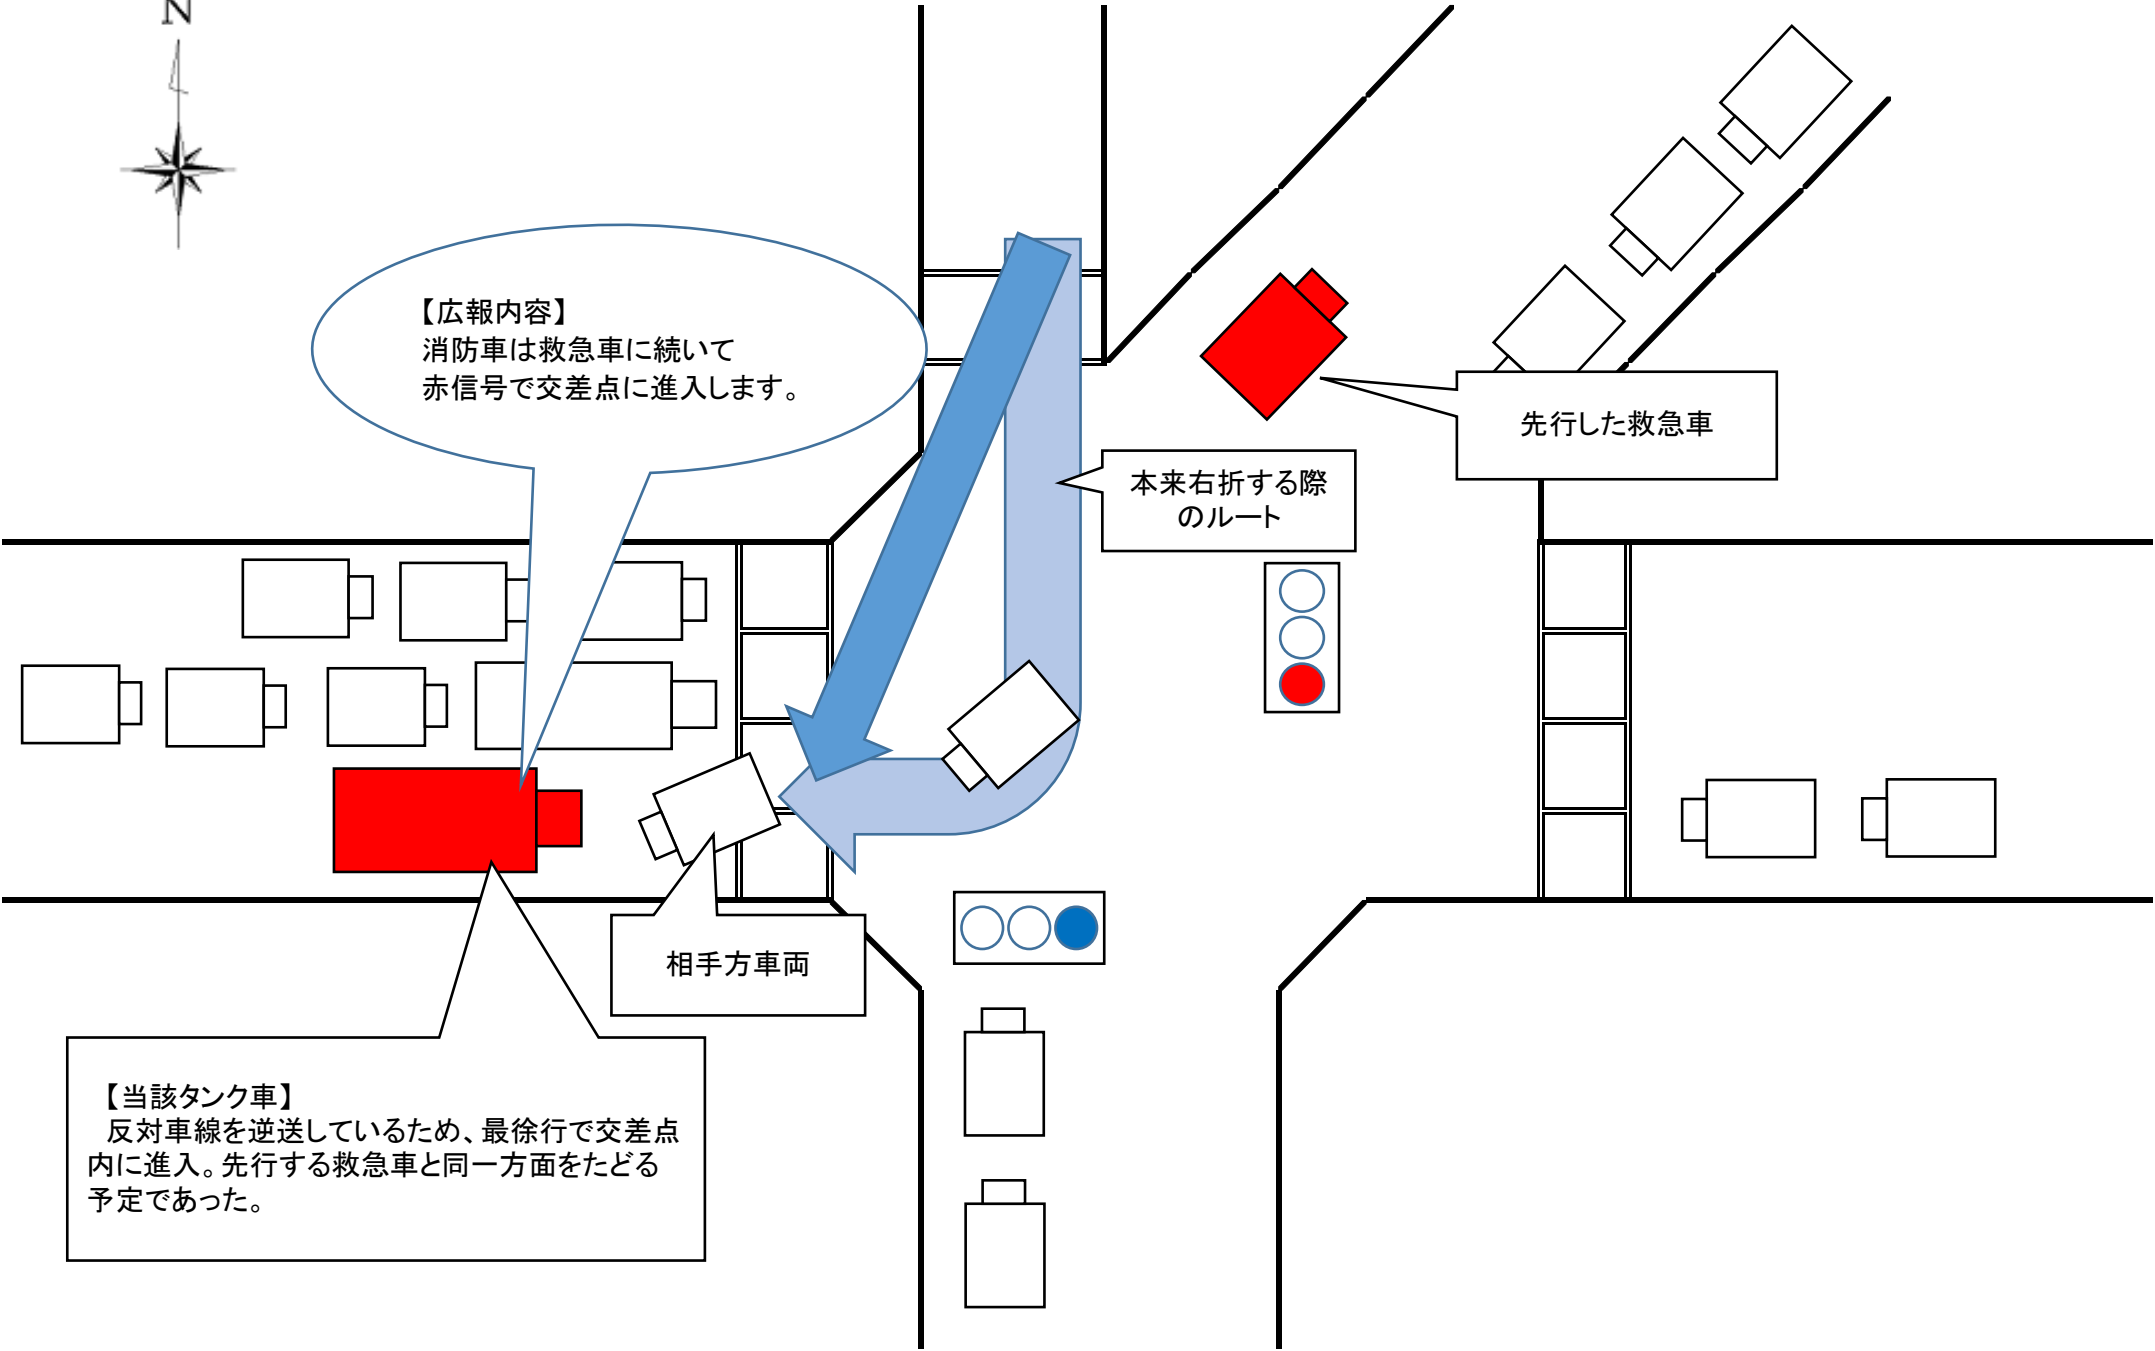 N
【広報内容】
消防車は救急車に続いて
赤信号で交差点に進入します。
先行した救急車
本来右折する際
のルート
相手方車両
【当該タンク車】
反対車線を逆送しているため、最徐行で交差点
内に進入。先行する救急車と同一方面をたどる
予定であった。